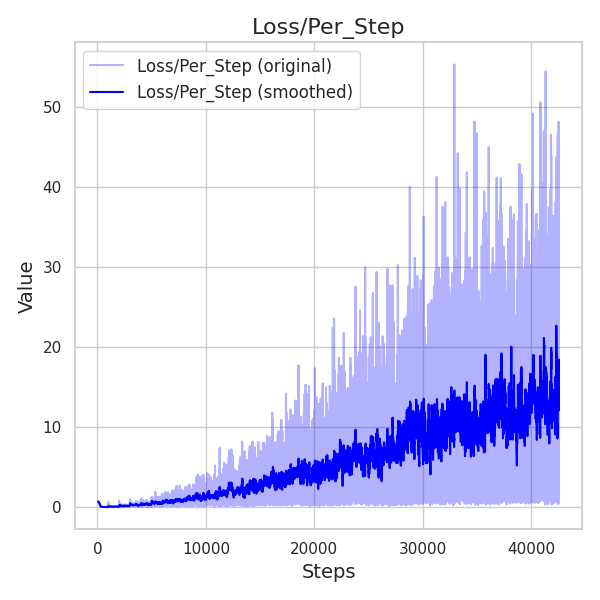 Loss/Per_Step
Loss/Per_Step (original)
Loss/Per_Step (smoothed)
Value
50
40
30
20
10
0
0 10000 20000 30000 40000
Steps